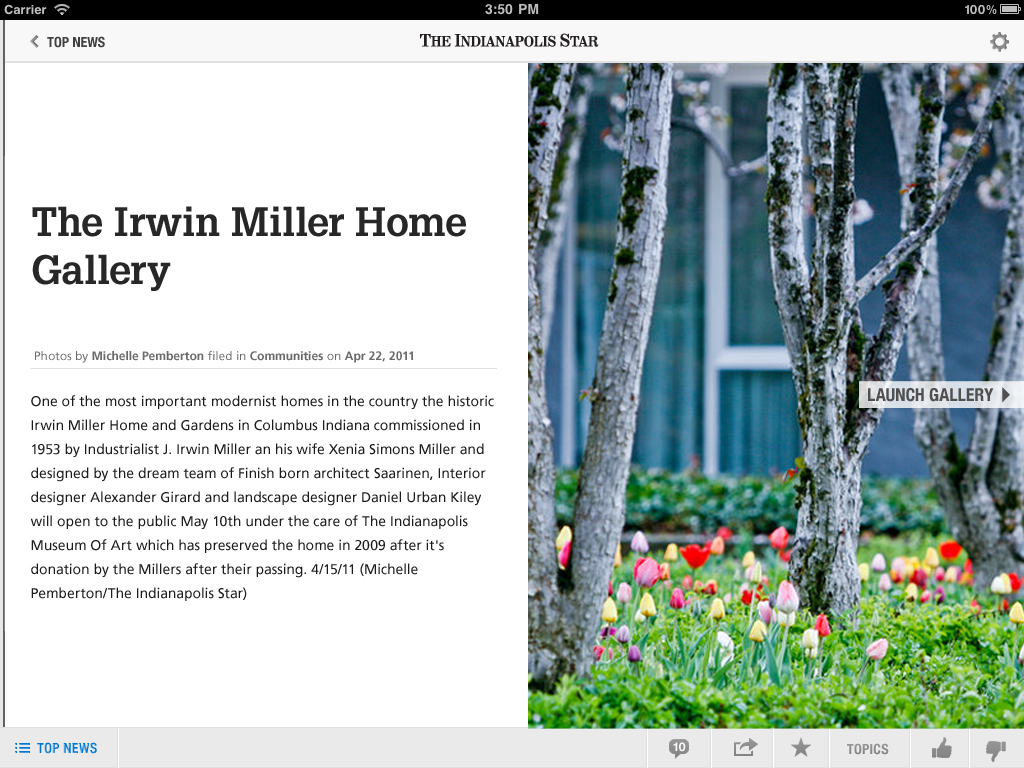 Carrier
3:50 PM
100%
TOP NEWS
THE INDIANAPOLIS STAR
The Irwin Miller Home
Gallery
Photos by Michelle Pemberton filed in Communities on Apr 22, 2011
One of the most important modernist homes in the country the historic
Irwin Miller Home and Gardens in Columbus Indiana commissioned in
1953 by Industrialist J. Irwin Miller an his wife Xenia Simons Miller and
designed by the dream team of Finish born architect Saarinen, Interior
designer Alexander Girard and landscape designer Daniel Urban Kiley
will open to the public May 10th under the care of The Indianapolis
Museum Of Art which has preserved the home in 2009 after it's
donation by the Millers after their passing. 4/15/11 (Michelle
Pemberton/The Indianapolis Star)
LAUNCH GALLERY
TOP NEWS
10
TOPICS